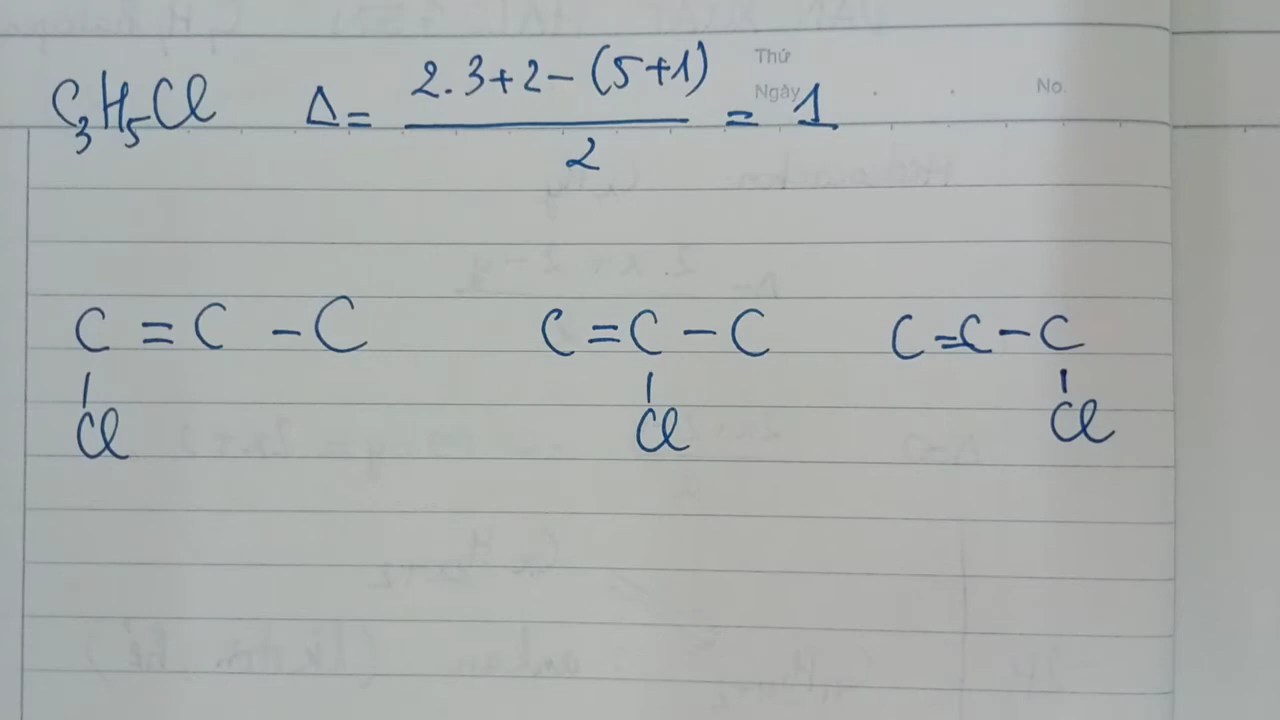 Thứ
Ngày
No.
C₃H₅Cl Δ = 2.3+2-(5+1) / 2 = 1
C = C - C C = C - C C = C - C
Cl Cl Cl